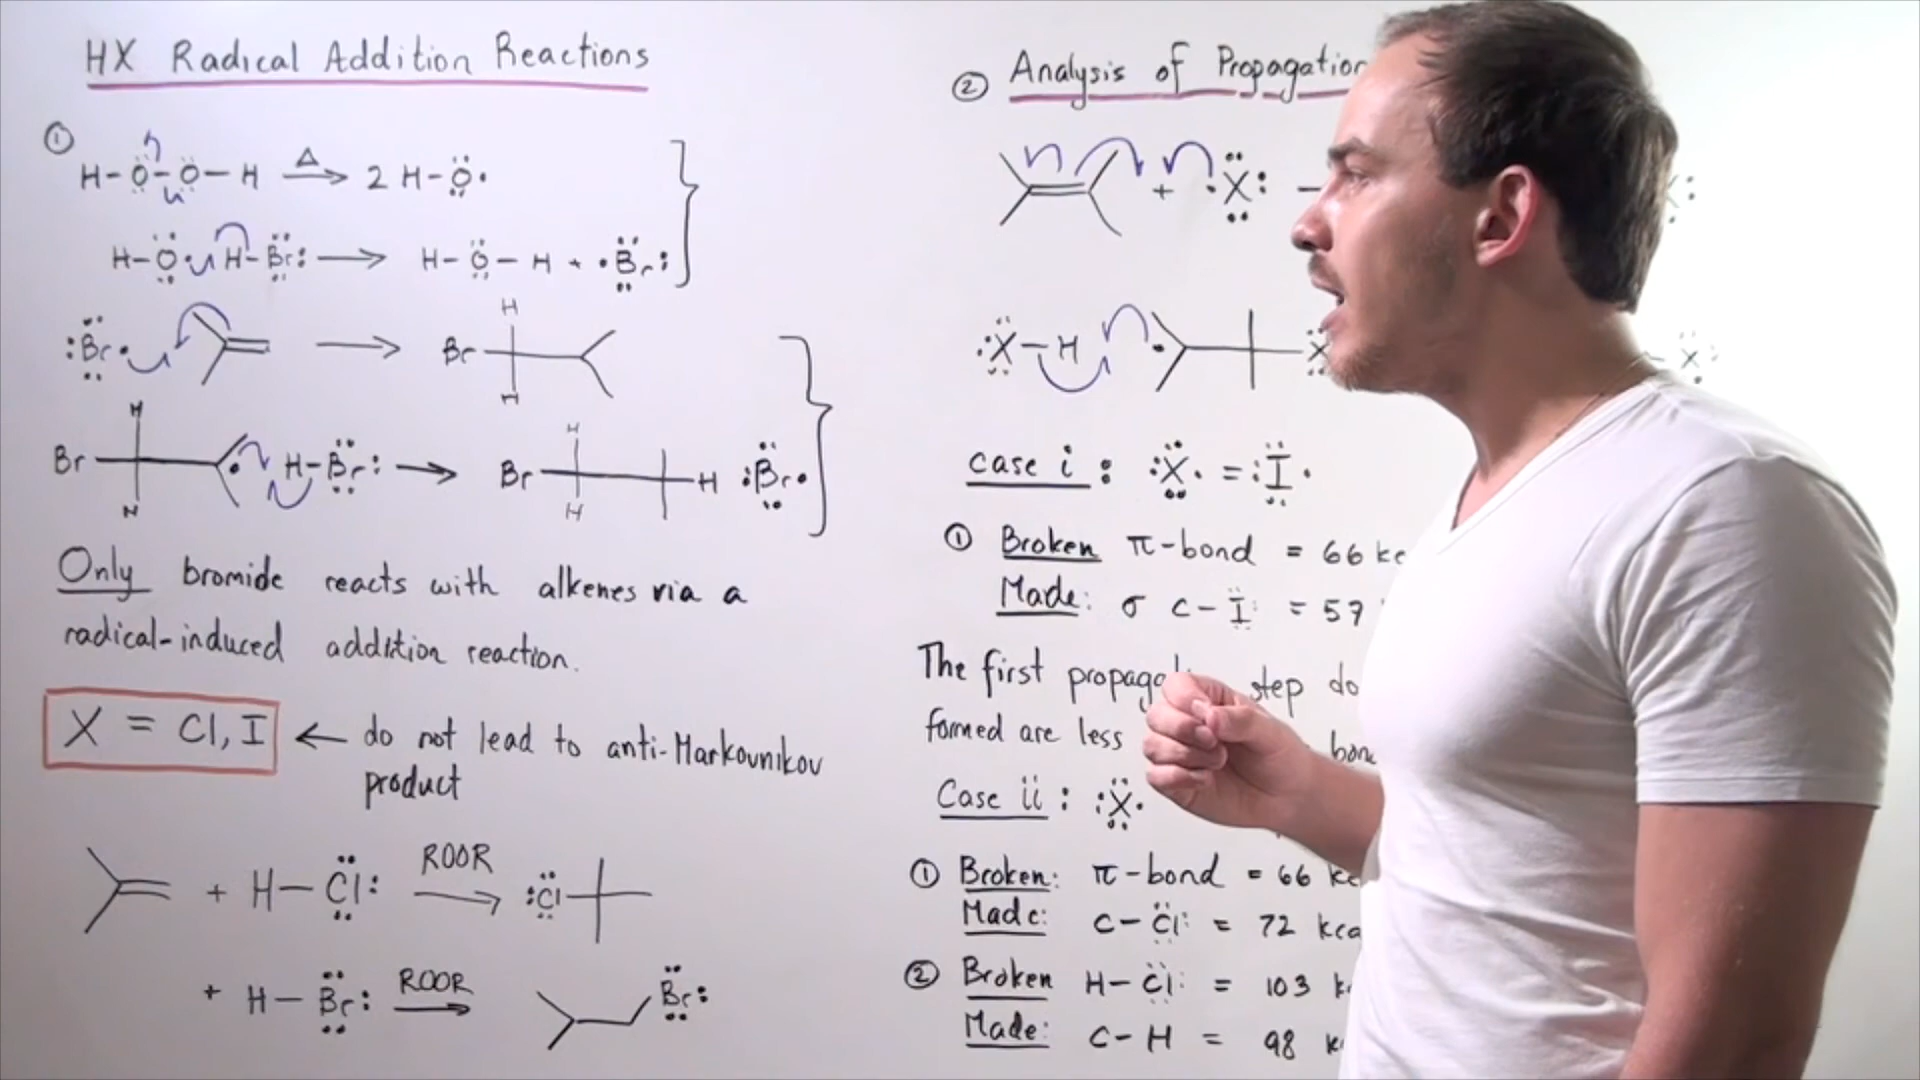 HX Radical Addition Reactions
①
H-O-O-H Δ 2 H-O·
H-O· H-Br: H-O-H + ·Br:
:Br· Br H H
Br H H H-Br: Br H H H :Br·
Only bromide reacts with alkenes via a
radical-induced addition reaction.
X = Cl, I ← do not lead to anti-Markovnikov
product
+ H-Cl: ROOR :Cl
+ H-Br: ROOR Br:
② Analysis of Propagation
+ ·X:
:X-H · X
case i: :X· = :I·
① Broken π-bond = 66
Made: σ C-I: = 57
The first step
formed are less
Case ii: :X·
① Broken: π-bond = 66
Made: C-Cl: = 72
② Broken H-Cl: = 103
Made: C-H = 98